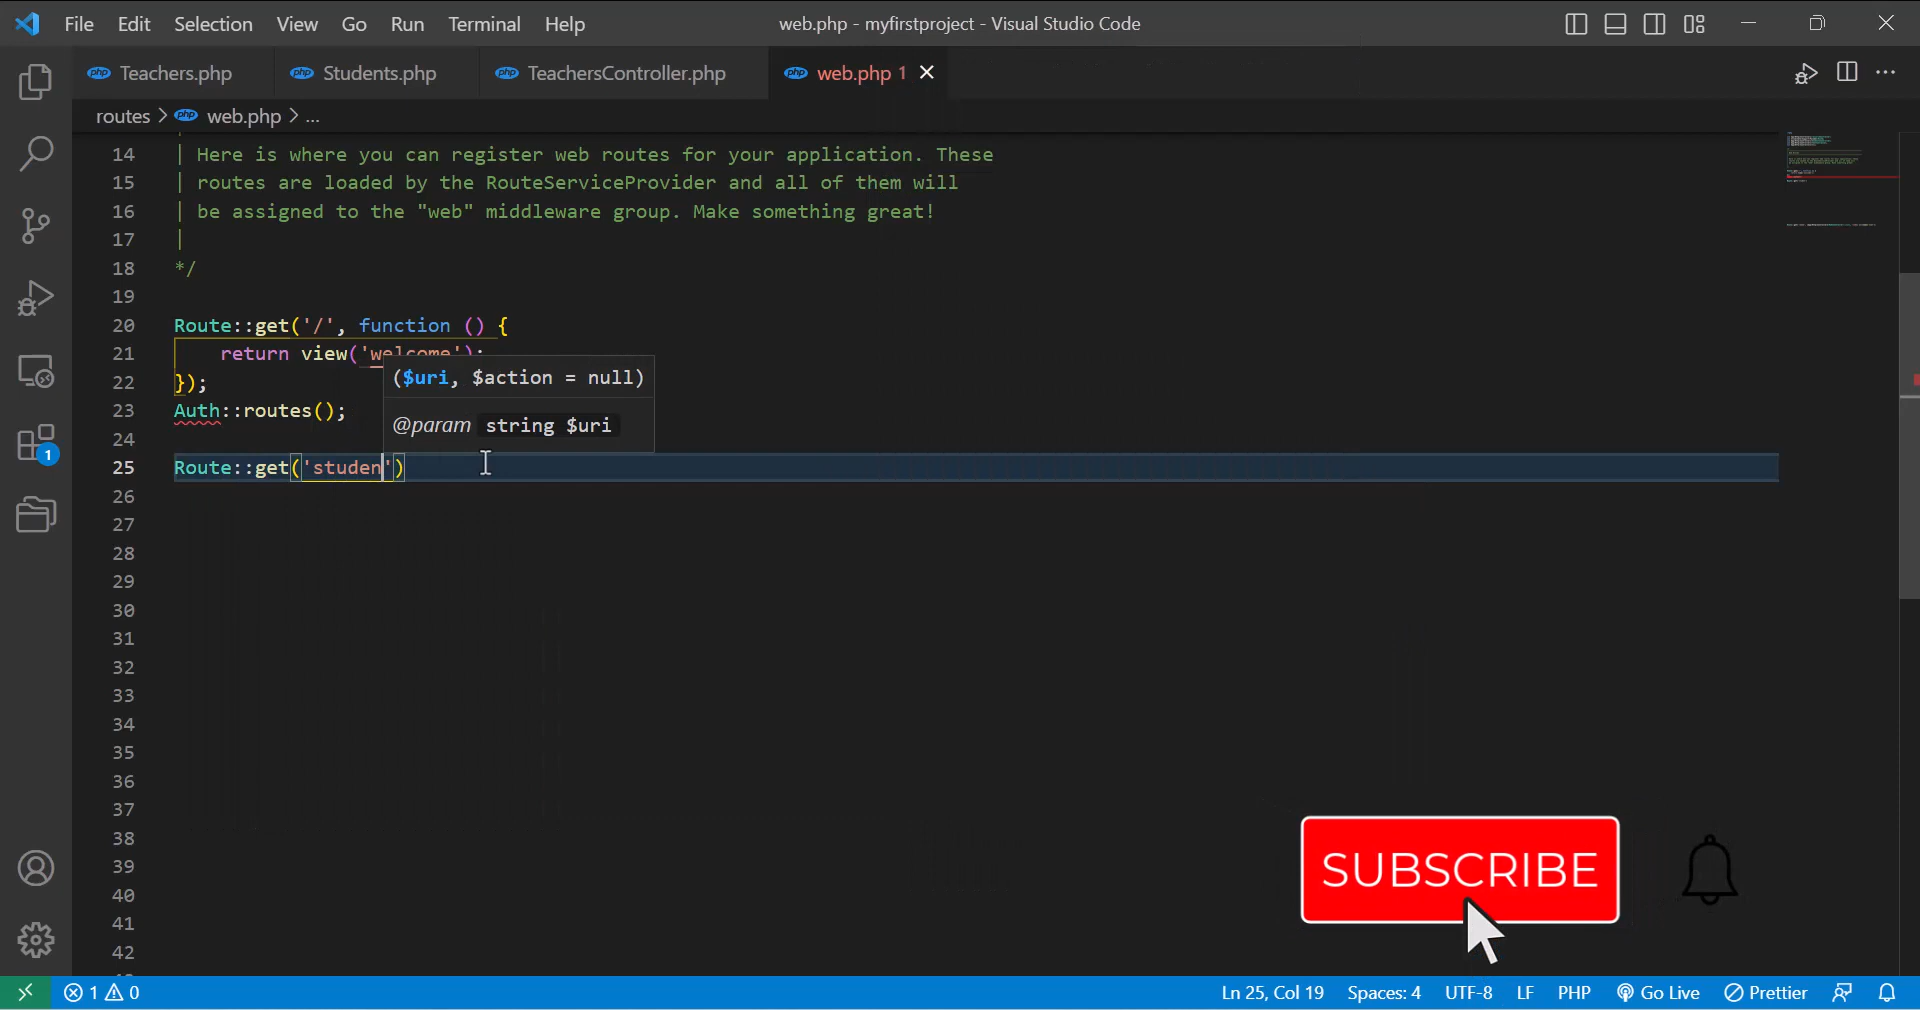 File Edit Selection View Go Run Terminal Help web.php - myfirstproject - Visual Studio Code
php Teachers.php php Students.php php TeachersController.php php web.php 1
routes > php web.php > ...
14 | Here is where you can register web routes for your application. These
15 | routes are loaded by the RouteServiceProvider and all of them will
16 | be assigned to the "web" middleware group. Make something great!
17 |
18 */
19
20 Route::get('/', function () {
21 return view('welcome');
($uri, $action = null)
22 });
23 Auth::routes();
@param string $uri
24
25 Route::get('studen')
26
27
28
29
30
31
32
33
34
35
36
37
38
39
40
41
42
1
SUBSCRIBE
1 0 Ln 25, Col 19 Spaces: 4 UTF-8 LF PHP Go Live Prettier